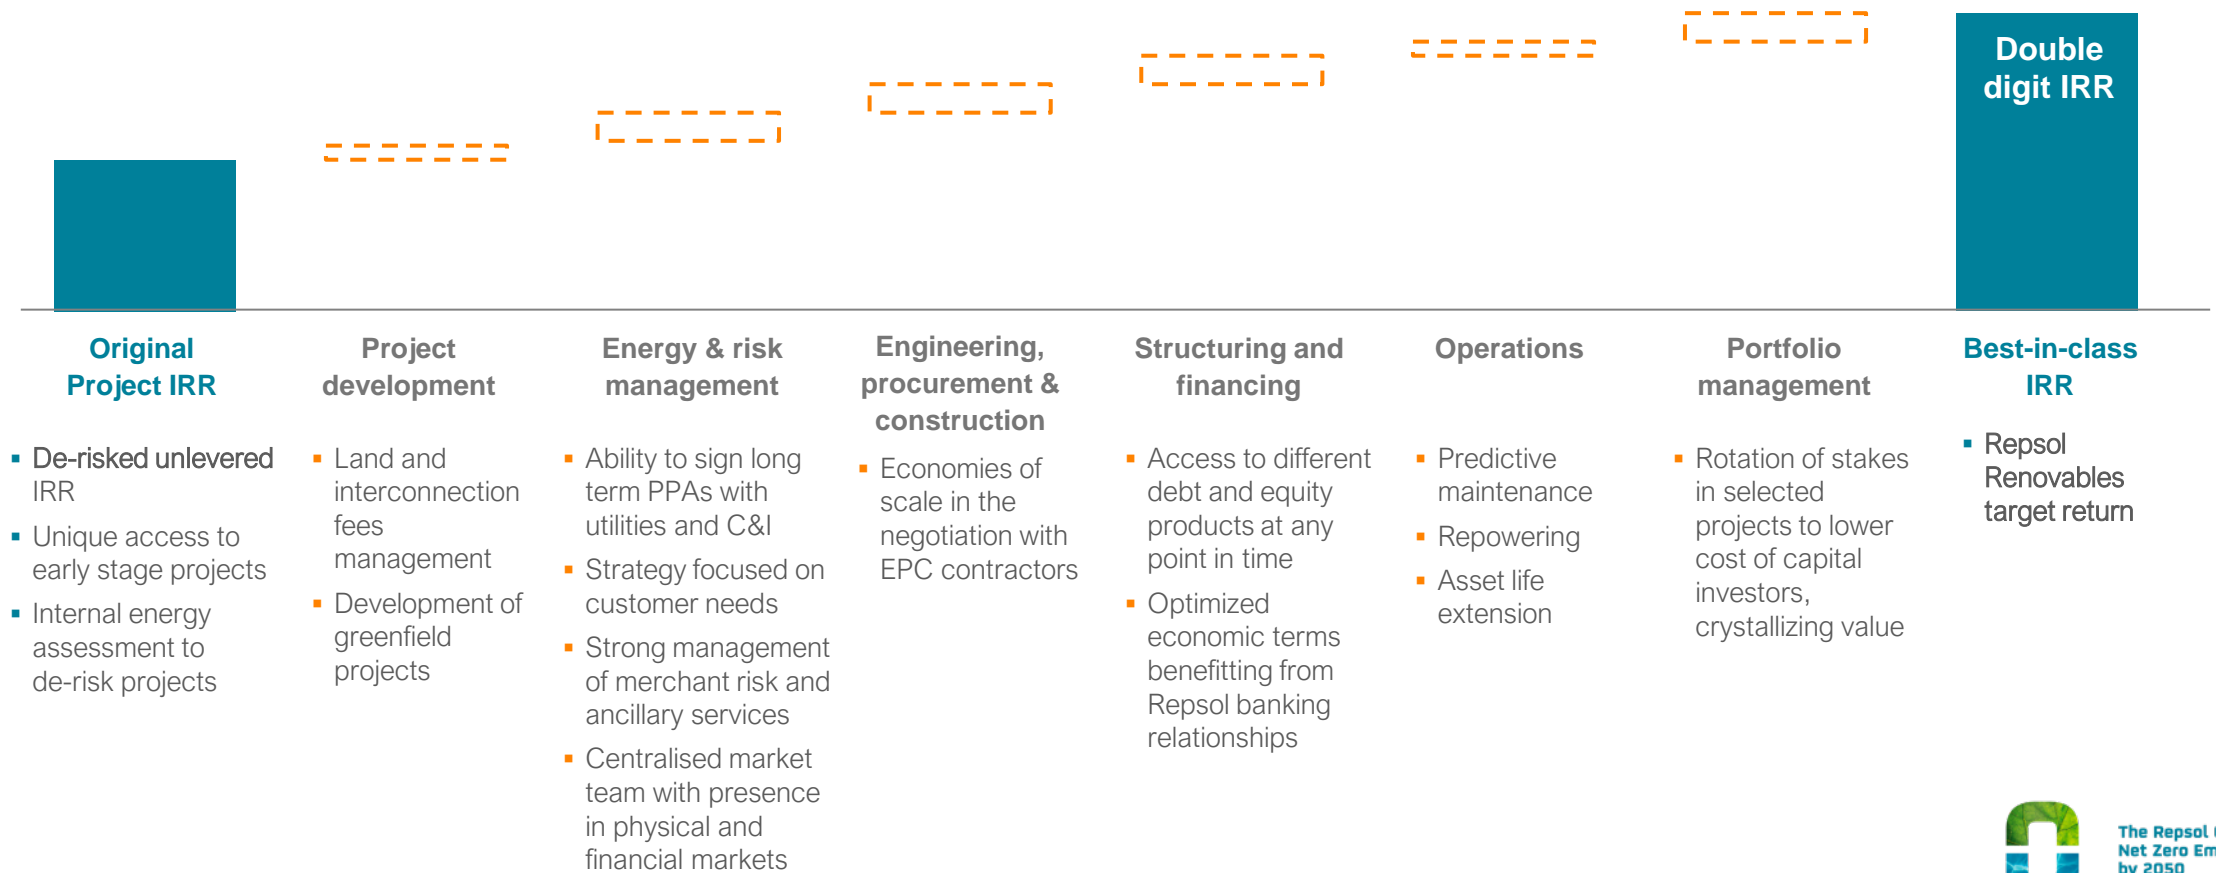 Double
digit IRR
Original
Project IRR
▪ De-risked unlevered
IRR
▪ Unique access to
early stage projects
▪ Internal energy
assessment to
de-risk projects
Project
development
▪ Land and
interconnection
fees
management
▪ Development of
greenfield
projects
Energy & risk
management
▪ Ability to sign long
term PPAs with
utilities and C&I
▪ Strategy focused on
customer needs
▪ Strong management
of merchant risk and
ancillary services
▪ Centralised market
team with presence
in physical and
financial markets
Engineering,
procurement &
construction
▪ Economies of
scale in the
negotiation with
EPC contractors
Structuring and
financing
▪ Access to different
debt and equity
products at any
point in time
▪ Optimized
economic terms
benefitting from
Repsol banking
relationships
Operations
▪ Predictive
maintenance
▪ Repowering
▪ Asset life
extension
Portfolio
management
▪ Rotation of stakes
in selected
projects to lower
cost of capital
investors,
crystallizing value
Best-in-class
IRR
▪ Repsol
Renovables
target return
The Repsol
Net Zero Em
by 2050